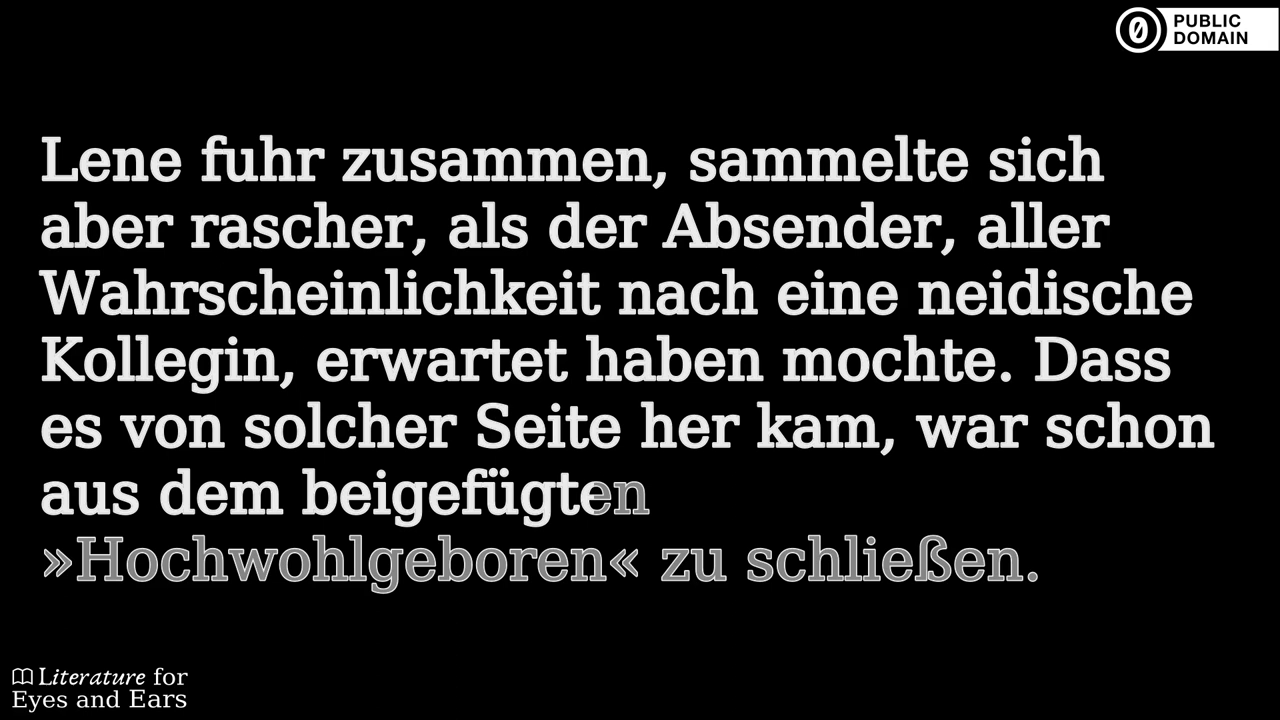 PUBLIC
DOMAIN
Lene fuhr zusammen, sammelte sich
aber rascher, als der Absender, aller
Wahrscheinlichkeit nach eine neidische
Kollegin, erwartet haben mochte. Dass
es von solcher Seite her kam, war schon
aus dem beigefügten
»Hochwohlgeboren« zu schließen.
Literature for
Eyes and Ears